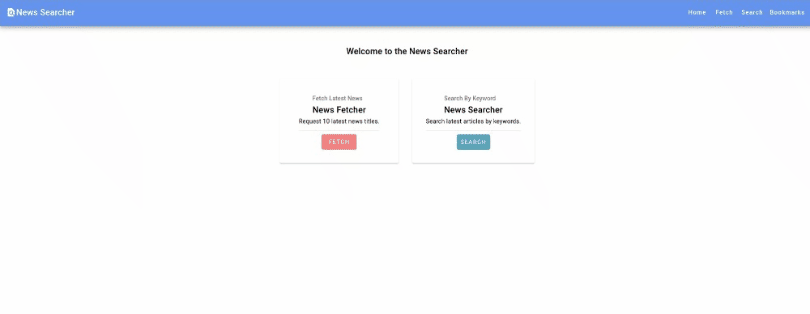 News Searcher
Home Fetch Search Bookmarks
Welcome to the News Searcher
Fetch Latest News
News Fetcher
Request 10 latest news titles.
FETCH
Search By Keyword
News Searcher
Search latest articles by keywords.
SEARCH